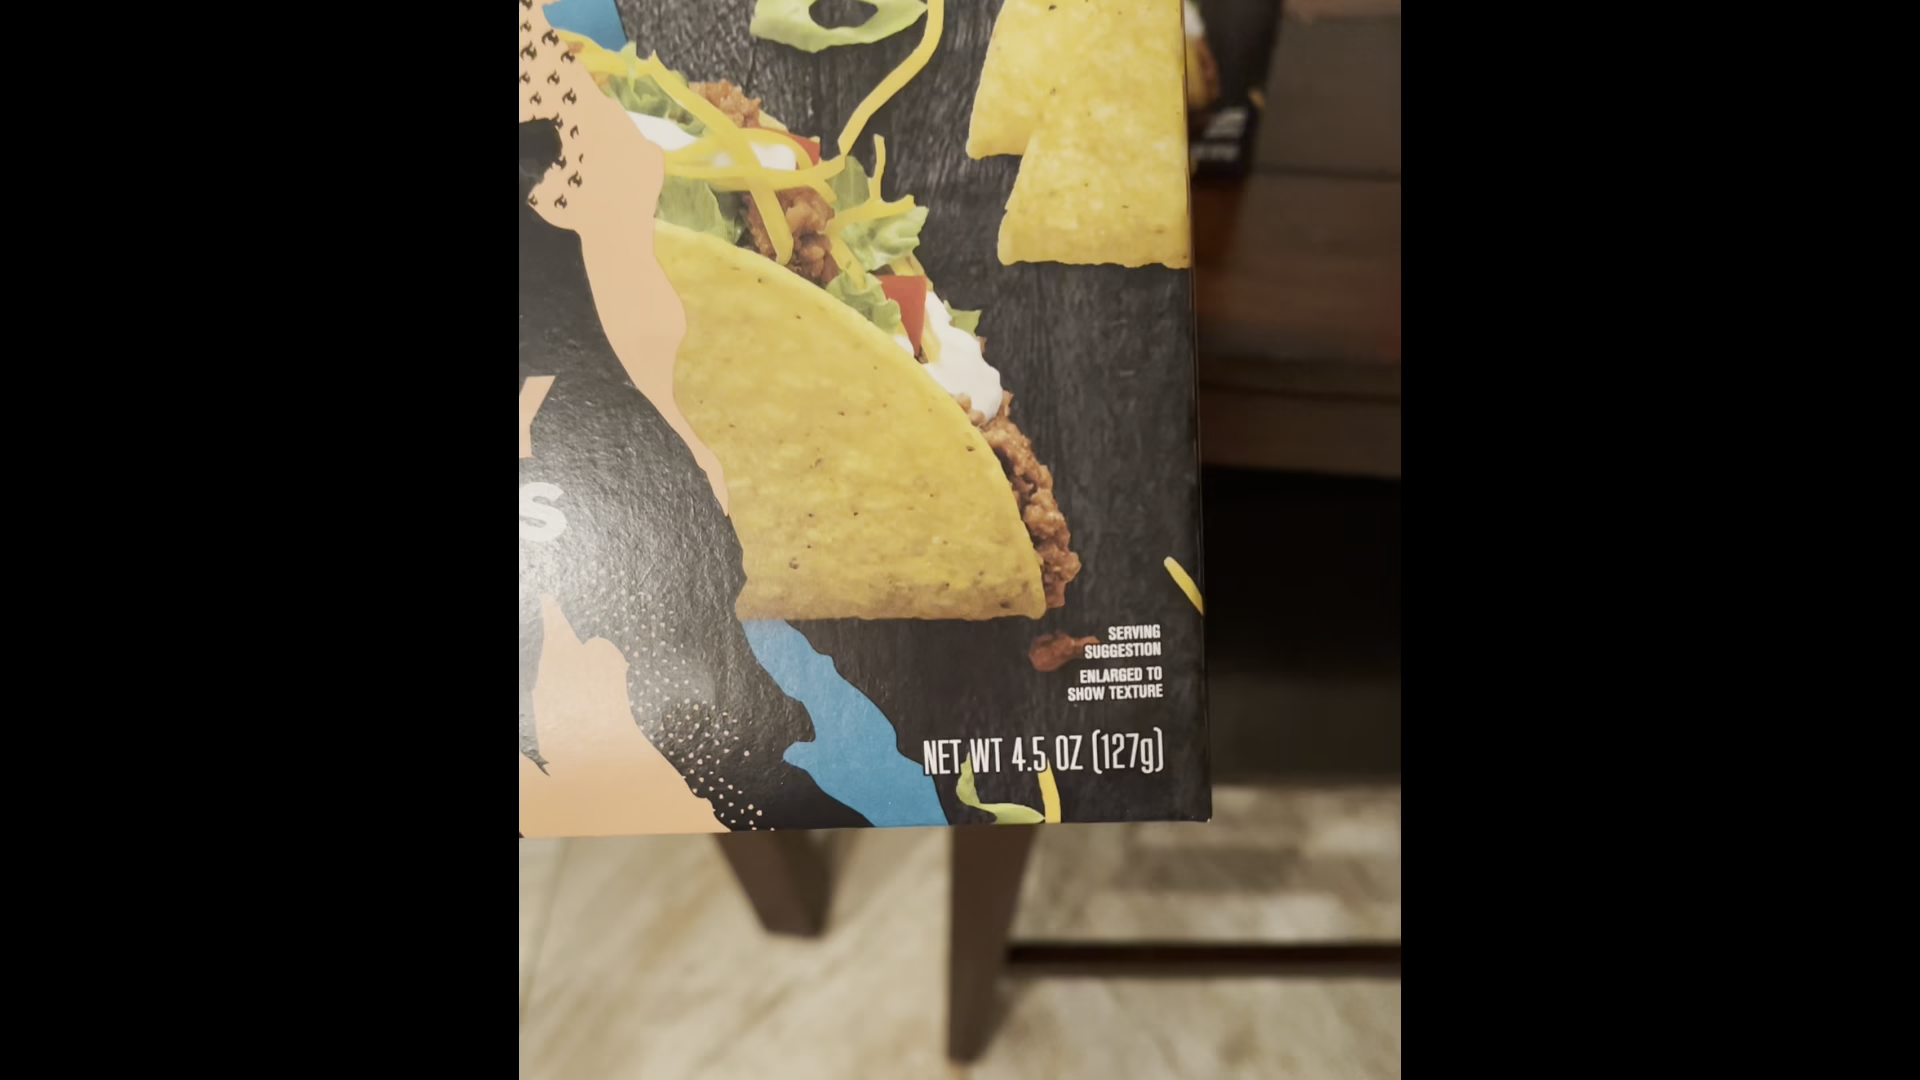 S
SERVING
SUGGESTION
ENLARGED TO
SHOW TEXTURE
NET WT 4.5 OZ (127g)